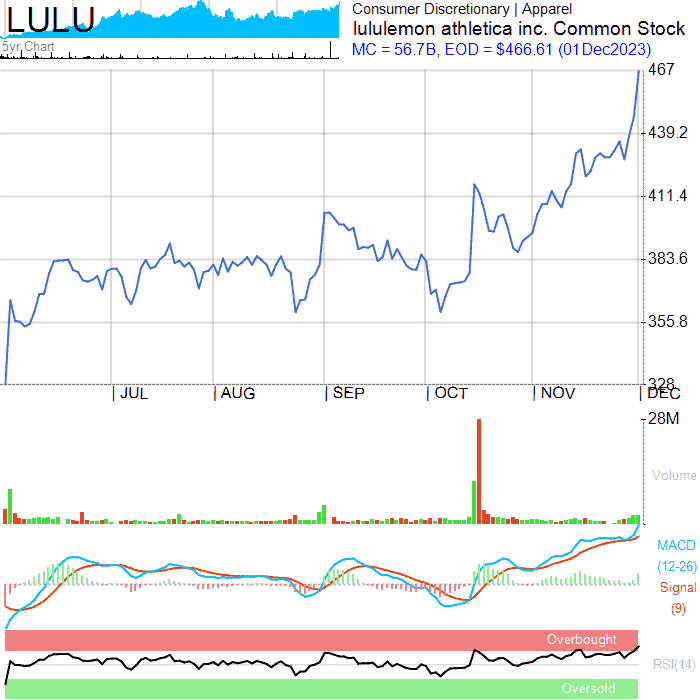 LULU
5yr.Chart
Consumer Discretionary | Apparel
lululemon athletica inc. Common Stock
MC = 56.7B, EOD = $466.61 (01Dec2023)
467
439.2
411.4
383.6
355.8
328
JUL
AUG
SEP
OCT
NOV
DEC
28M
Volume
MACD
(12-26)
Signal
(9)
Overbought
RSI(14)
Oversold